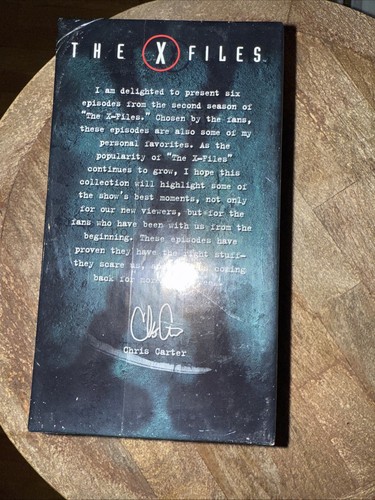 THE X FILES
I am delighted to present six
episodes from the second season of
"The X-Files." Chosen by the fans,
these episodes are also some of my
personal favorites. As the
popularity of "The X-Files"
continues to grow, I hope this
collection will highlight some of
the show's best moments, not only
for our new viewers, but for the
fans who have been with us from the
beginning. These episodes have
proven they have the right stuff-
they scare us, coming
back for
Chris Carter